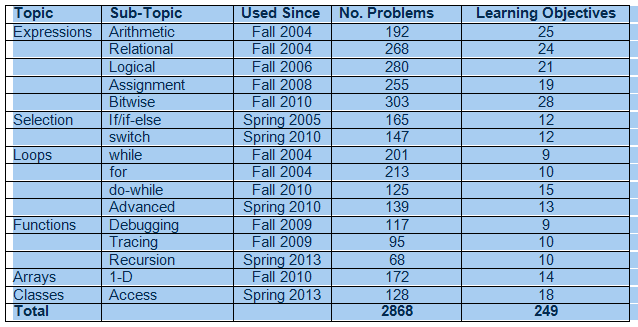 Topic Sub-Topic Used Since No. Problems Learning Objectives
Expressions Arithmetic Fall 2004 192 25
Relational Fall 2004 268 24
Logical Fall 2006 280 21
Assignment Fall 2008 255 19
Bitwise Fall 2010 303 28
Selection If/if-else Spring 2005 165 12
switch Spring 2010 147 12
Loops while Fall 2004 201 9
for Fall 2004 213 10
do-while Fall 2010 125 15
Advanced Spring 2010 139 13
Functions Debugging Fall 2009 117 9
Tracing Fall 2009 95 10
Recursion Spring 2013 68 10
Arrays 1-D Fall 2010 172 14
Classes Access Spring 2013 128 18
Total 2868 249